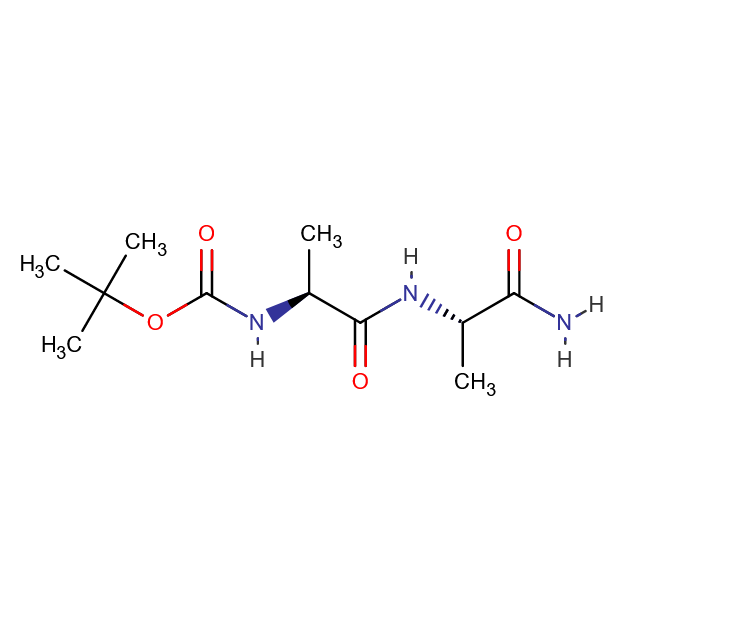 O CH₃ O
CH₃ H
H₃C N
O N N H
H₃C H H
O CH₃